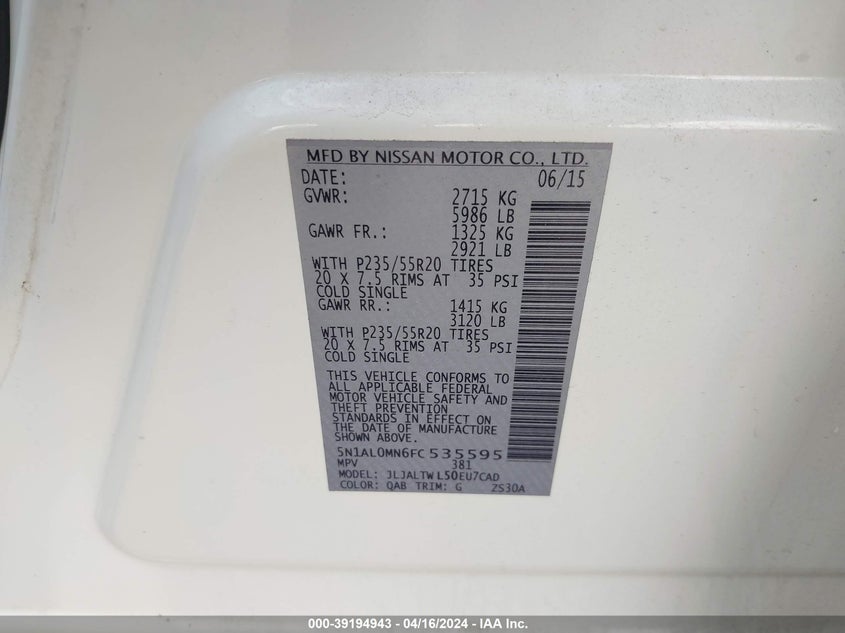 MFD BY NISSAN MOTOR CO., LTD.
DATE: 06/15
GVWR: 2715 KG
5986 LB
GAWR FR.: 1325 KG
2921 LB
WITH P235/55R20 TIRES
20 X 7.5 RIMS AT 35 PSI
COLD SINGLE
GAWR RR.: 1415 KG
3120 LB
WITH P235/55R20 TIRES
20 X 7.5 RIMS AT 35 PSI
COLD SINGLE
THIS VEHICLE CONFORMS TO
ALL APPLICABLE FEDERAL
MOTOR VEHICLE SAFETY AND
THEFT PREVENTION
STANDARDS IN EFFECT ON
THE DATE OF MANUFACTURE
SHOWN ABOVE.
5N1AL0MN6FC535595
MPV 381
MODEL: JLJALTWL50EU7CAD
COLOR: QAB TRIM: G ZS30A
000-39194943 - 04/16/2024 - IAA Inc.